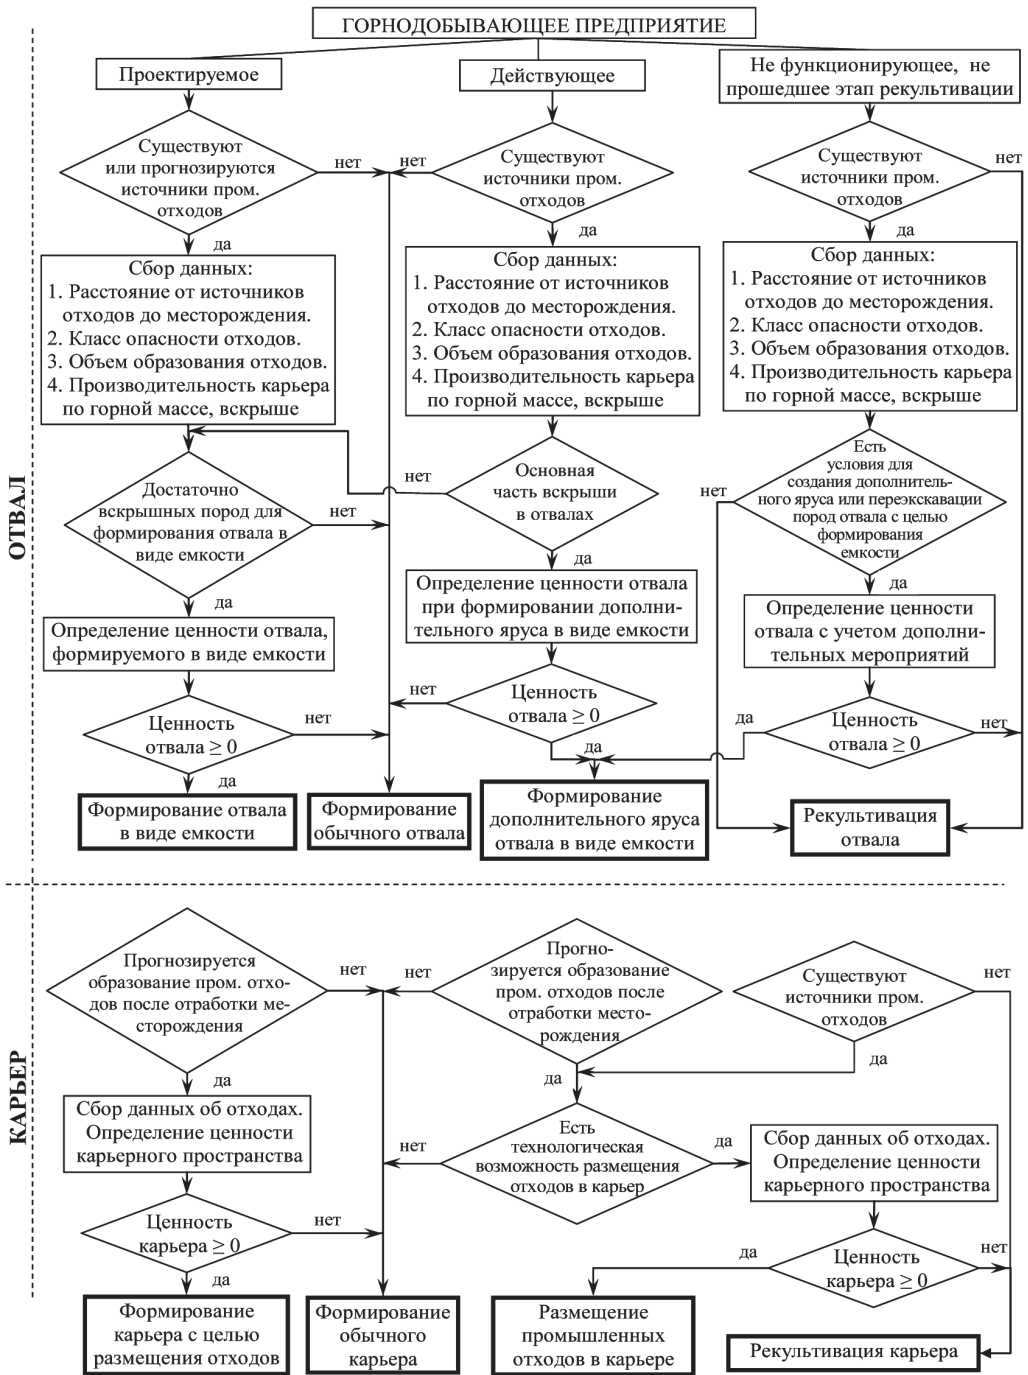 ГОРНОДОБЫВАЮЩЕЕ ПРЕДПРИЯТИЕ
Проектируемое
Действующее
Не функционирующее, не
прошедшее этап рекультивации
ОТВАЛ
Существуют
или прогнозируются
источники пром.
отходов
нет
да
нет
Существуют
источники пром.
отходов
да
Существуют
источники пром.
отходов
нет
да
Сбор данных:
1. Расстояние от источников
отходов до месторождения.
2. Класс опасности отходов.
3. Объем образования отходов.
4. Производительность карьера
по горной массе, вскрыше
Сбор данных:
1. Расстояние от источников
отходов до месторождения.
2. Класс опасности отходов.
3. Объем образования отходов.
4. Производительность карьера
по горной массе, вскрыше
Сбор данных:
1. Расстояние от источников
отходов до месторождения.
2. Класс опасности отходов.
3. Объем образования отходов.
4. Производительность карьера
по горной массе, вскрыше
Достаточно
вскрышных пород для
формирования отвала в
виде емкости
нет
да
нет
Основная
часть вскрыши
в отвалах
да
нет
Есть
условия для
создания дополнитель-
ного яруса или переэкскавации
пород отвала с целью
формирования
емкости
да
Определение ценности отвала,
формируемого в виде емкости
Определение ценности отвала
при формировании дополни-
тельного яруса в виде емкости
Определение ценности
отвала с учетом дополни-
тельных мероприятий
Ценность
отвала ≥ 0
нет
да
нет
Ценность
отвала ≥ 0
да
да
Ценность
отвала ≥ 0
нет
Формирование отвала
в виде емкости
Формирование
обычного отвала
Формирование
дополнительного яруса
отвала в виде емкости
Рекультивация
отвала
КАРЬЕР
Прогнозируется
образование пром. отхо-
дов после отработки ме-
сторождения
нет
да
нет
Прогно-
зируется образование
пром. отходов после
отработки место-
рождения
да
Существуют
источники пром.
отходов
нет
да
Сбор данных об отходах.
Определение ценности
карьерного пространства
нет
Есть
технологическая
возможность размещения
отходов в карьер
да
Сбор данных об отходах.
Определение ценности
карьерного пространства
Ценность
карьера ≥ 0
нет
да
да
Ценность
карьера ≥ 0
нет
Формирование
карьера с целью
размещения отходов
Формирование
обычного
карьера
Размещение
промышленных
отходов в карьере
Рекультивация карьера